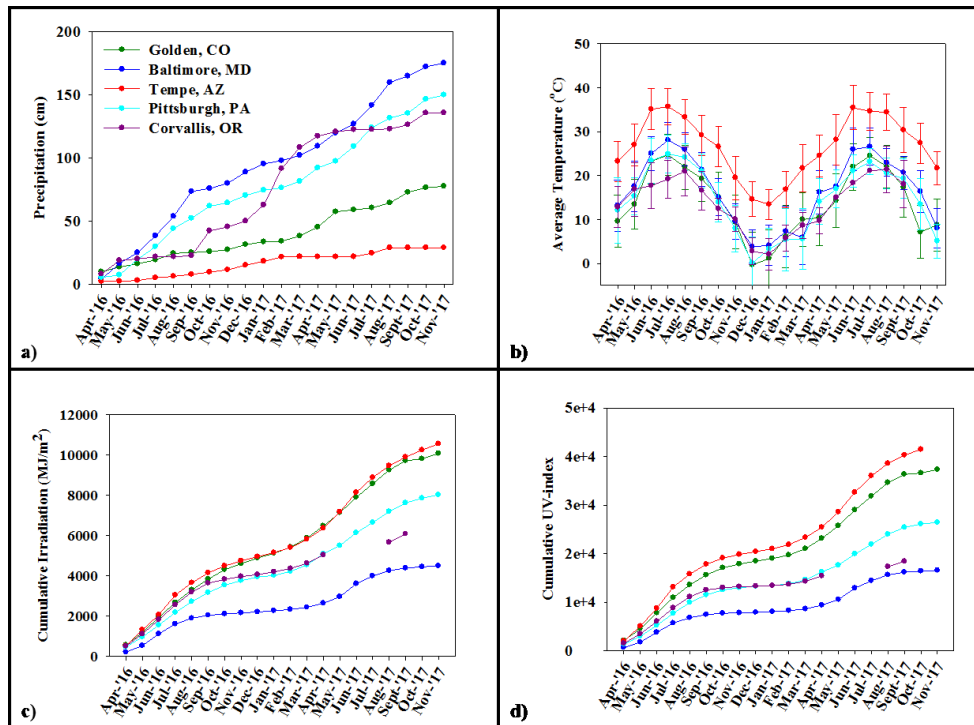 200
150
100
50
0
Precipitation (cm)
Golden, CO
Baltimore, MD
Tempe, AZ
Pittsburgh, PA
Corvallis, OR
Apr-'16
May-'16
Jun-'16
Jul-'16
Aug-'16
Sep-'16
Oct-'16
Nov-'16
Dec-'16
Jan-'17
Feb-'17
Mar-'17
Apr-'17
May-'17
Jun-'17
Jul-'17
Aug-'17
Sept-'17
Oct-'17
Nov-'17
a)
50
40
30
20
10
0
Average Temperature (°C)
Apr-'16
May-'16
Jun-'16
Jul-'16
Aug-'16
Sep-'16
Oct-'16
Nov-'16
Dec-'16
Jan-'17
Feb-'17
Mar-'17
Apr-'17
May-'17
Jun-'17
Jul-'17
Aug-'17
Sept-'17
Oct-'17
Nov-'17
b)
12000
10000
8000
6000
4000
2000
0
Cumulative Irradiation (MJ/m²)
Apr-'16
May-'16
Jun-'16
Jul-'16
Aug-'16
Sep-'16
Oct-'16
Nov-'16
Dec-'16
Jan-'17
Feb-'17
Mar-'17
Apr-'17
May-'17
Jun-'17
Jul-'17
Aug-'17
Sept-'17
Oct-'17
Nov-'17
c)
5e+4
4e+4
3e+4
2e+4
1e+4
0
Cumulative UV-index
Apr-'16
May-'16
Jun-'16
Jul-'16
Aug-'16
Sep-'16
Oct-'16
Nov-'16
Dec-'16
Jan-'17
Feb-'17
Mar-'17
Apr-'17
May-'17
Jun-'17
Jul-'17
Aug-'17
Sept-'17
Oct-'17
Nov-'17
d)